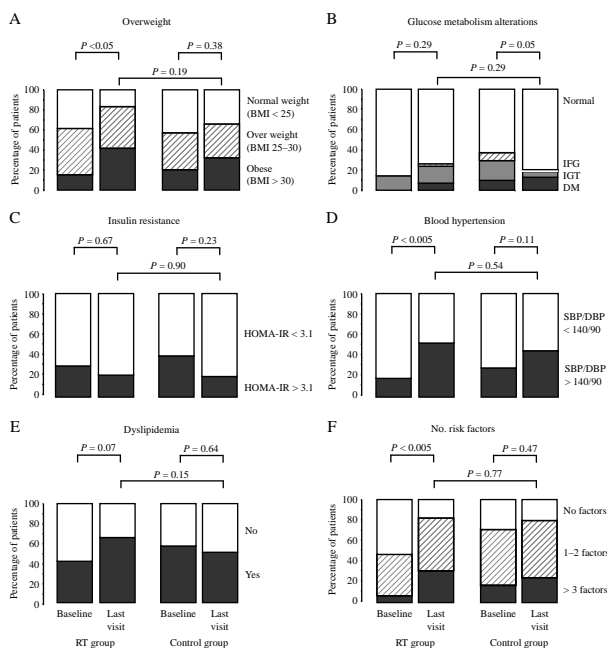 A
Overweight
P <0.05
P = 0.38
P = 0.19
Percentage of patients
100
80
60
40
20
0
Normal weight
(BMI < 25)
Over weight
(BMI 25–30)
Obese
(BMI > 30)
B
Glucose metabolism alterations
P = 0.29
P = 0.05
P = 0.29
Percentage of patients
100
80
60
40
20
0
Normal
IFG
IGT
DM
C
Insulin resistance
P = 0.67
P = 0.23
P = 0.90
Percentage of patients
100
80
60
40
20
0
HOMA-IR < 3.1
HOMA-IR > 3.1
D
Blood hypertension
P < 0.005
P = 0.11
P = 0.54
Percentage of patients
100
80
60
40
20
0
SBP/DBP
< 140/90
SBP/DBP
> 140/90
E
Dyslipidemia
P = 0.07
P = 0.64
P = 0.15
Percentage of patients
100
80
60
40
20
0
No
Yes
Baseline
Last
visit
Baseline
Last
visit
RT group
Control group
F
No. risk factors
P < 0.005
P = 0.47
P = 0.77
Percentage of patients
100
80
60
40
20
0
No factors
1–2 factors
> 3 factors
Baseline
Last
visit
Baseline
Last
visit
RT group
Control group